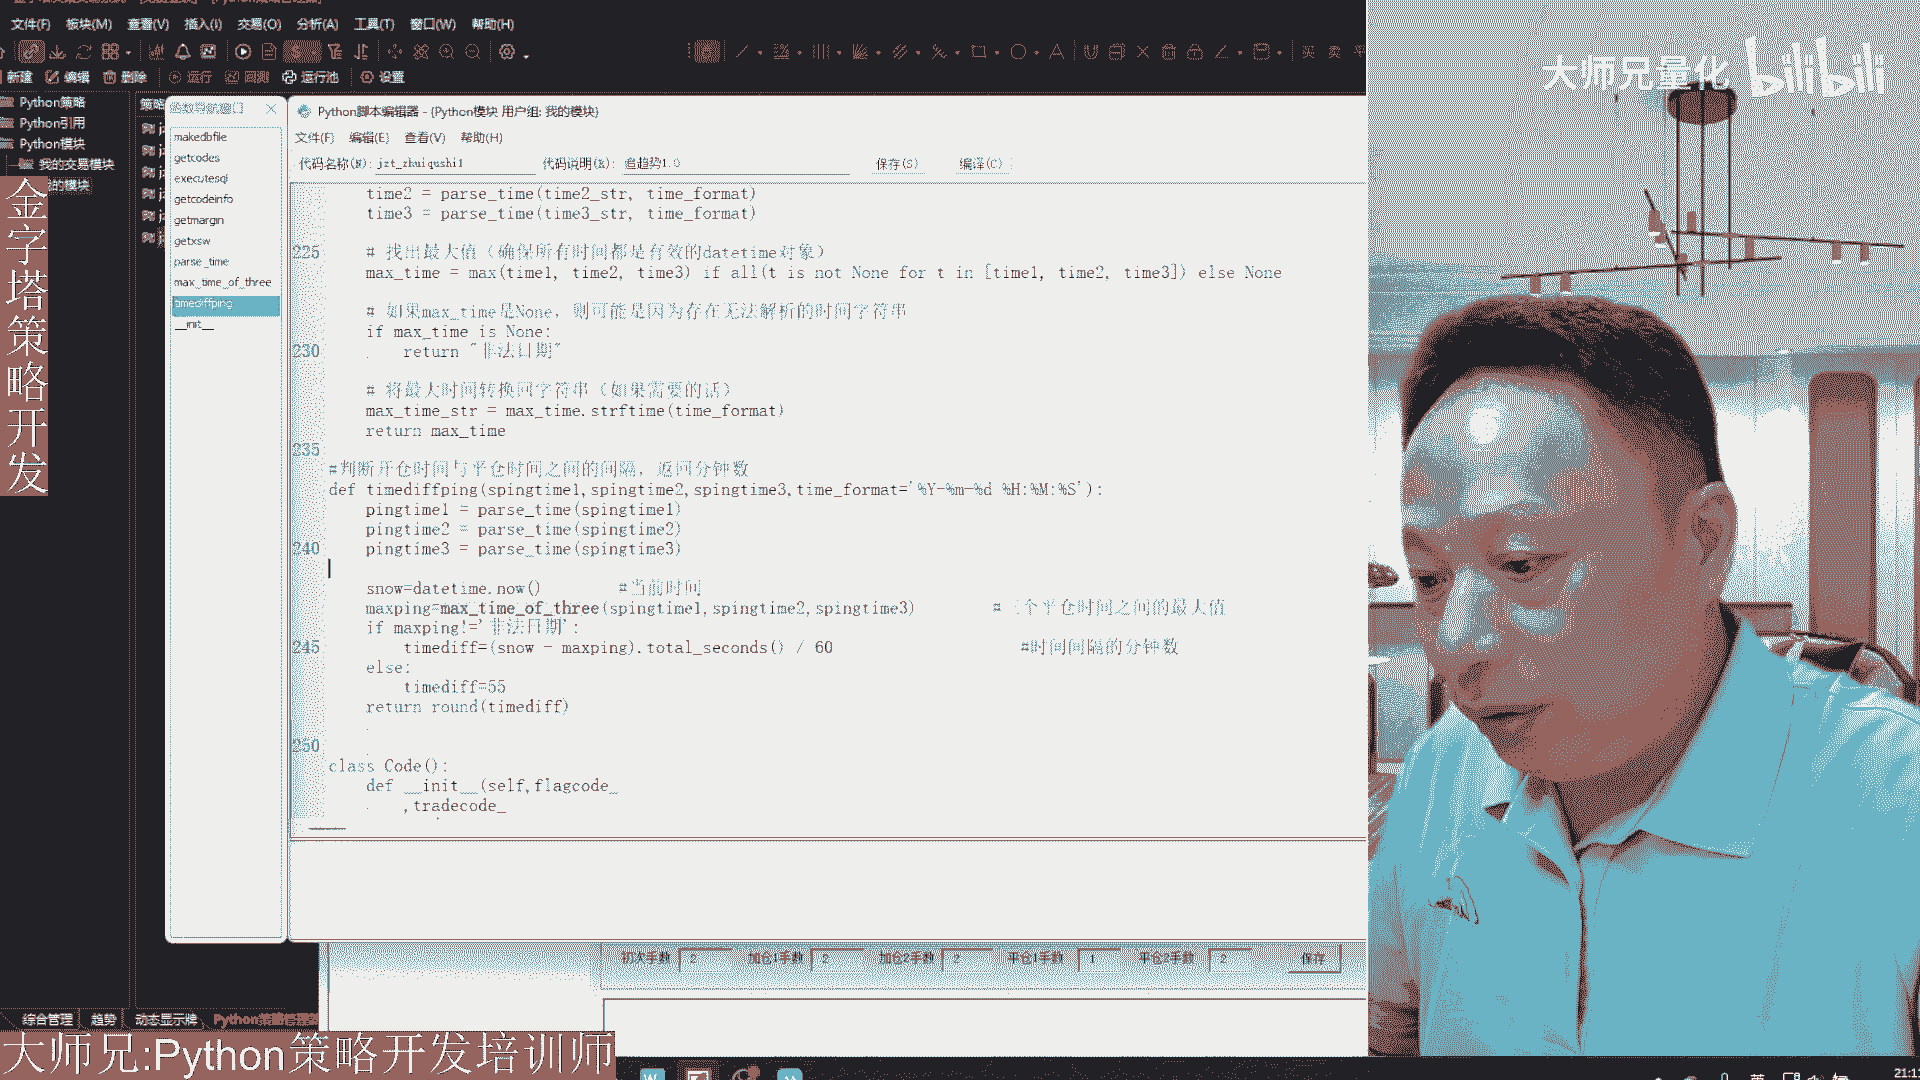 文件(F) 板块(M) 查看(V) 插入(I) 交易(O) 分析(A) 工具(T) 窗口(W) 帮助(H)
新建 编辑 删除 运行 回测 运行池 设置
Python策略
Python引用
Python模块
我的交易模块
的模块
策略
函数导航窗口
makedbfile
getcodes
executesql
getcodeinfo
getmargin
getxsw
parse_time
max_time_of_three
timediffping
__init__
Python脚本编辑器 - {Python模块 用户组: 我的模块}
文件(F) 编辑(E) 查看(V) 帮助(H)
代码名称(N): jzt_zhuiqushi1 代码说明(R): 追趋势1.0 保存(S) 编译(C)
time2 = parse_time(time2_str, time_format)
time3 = parse_time(time3_str, time_format)
225 # 找出最大值（确保所有时间都是有效的datetime对象）
max_time = max(time1, time2, time3) if all(t is not None for t in [time1, time2, time3]) else None
# 如果max_time是None，则可能是因为存在无法解析的时间字符串
if max_time is None:
230 return "非法日期"
# 将最大时间转换回字符串（如果需要的话）
max_time_str = max_time.strftime(time_format)
return max_time
235
#判断开仓时间与平仓时间之间的间隔，返回分钟数
def timediffping(spingtime1,spingtime2,spingtime3,time_format='%Y-%m-%d %H:%M:%S'):
pingtime1 = parse_time(spingtime1)
pingtime2 = parse_time(spingtime2)
240 pingtime3 = parse_time(spingtime3)
snow=datetime.now() #当前时间
maxping=max_time_of_three(spingtime1,spingtime2,spingtime3) #三个平仓时间之间的最大值
if maxping!='非法日期':
245 timediff=(snow - maxping).total_seconds() / 60 #时间间隔的分钟数
else:
timediff=55
return round(timediff)
250
class Code():
def __init__(self,flagcode_
,tradecode_
初次手数 2 加仓1手数 2 加仓2手数 2 平仓1手数 1 平仓2手数 2 保存
综合管理 趋势 动态显示牌 Python策略管理器
金字塔策略开发
大师兄:Python策略开发培训师
大师兄量化 bilibili
英